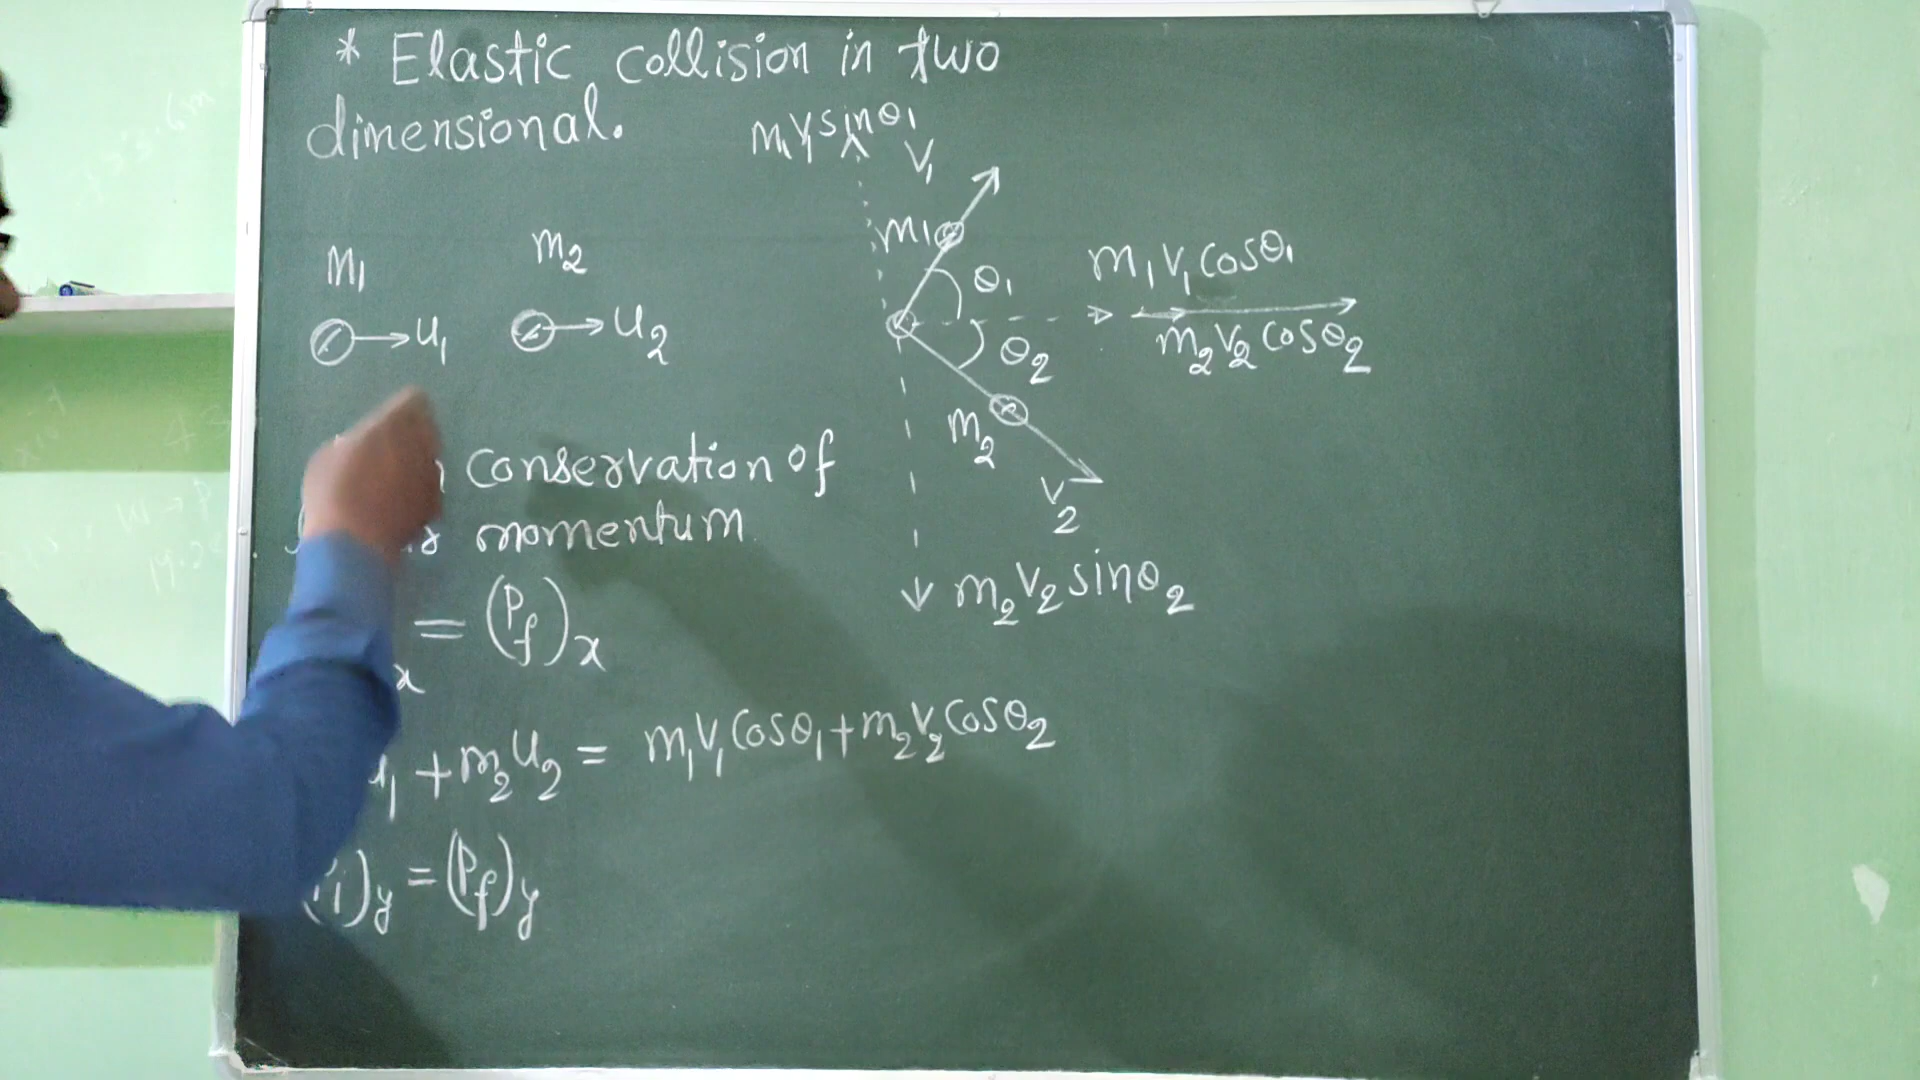 * Elastic collision in two
dimensional.
m₁v₁sinθ₁
v₁
m₁
m₂
m₁
θ₁
m₁v₁cosθ₁
u₁
u₂
θ₂
m₂v₂cosθ₂
m₂
v₂
conservation of
momentum
m₂v₂sinθ₂
x = (Pf)x
u₁ + m₂u₂ = m₁v₁cosθ₁ + m₂v₂cosθ₂
i)y = (Pf)y